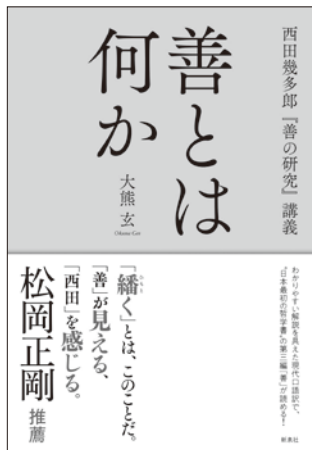 西田幾多郎『善の研究』講義
善とは
何か
大熊玄
Okuma Gen
わかりやすい解説を具えた現代口語訳で、
“日本最初の哲学書”の第三編「善」が読める!
「繙く」とは、このことだ。
ひもと
「善」が見える、
「西田」を感じる。
松岡正剛
推薦
新泉社